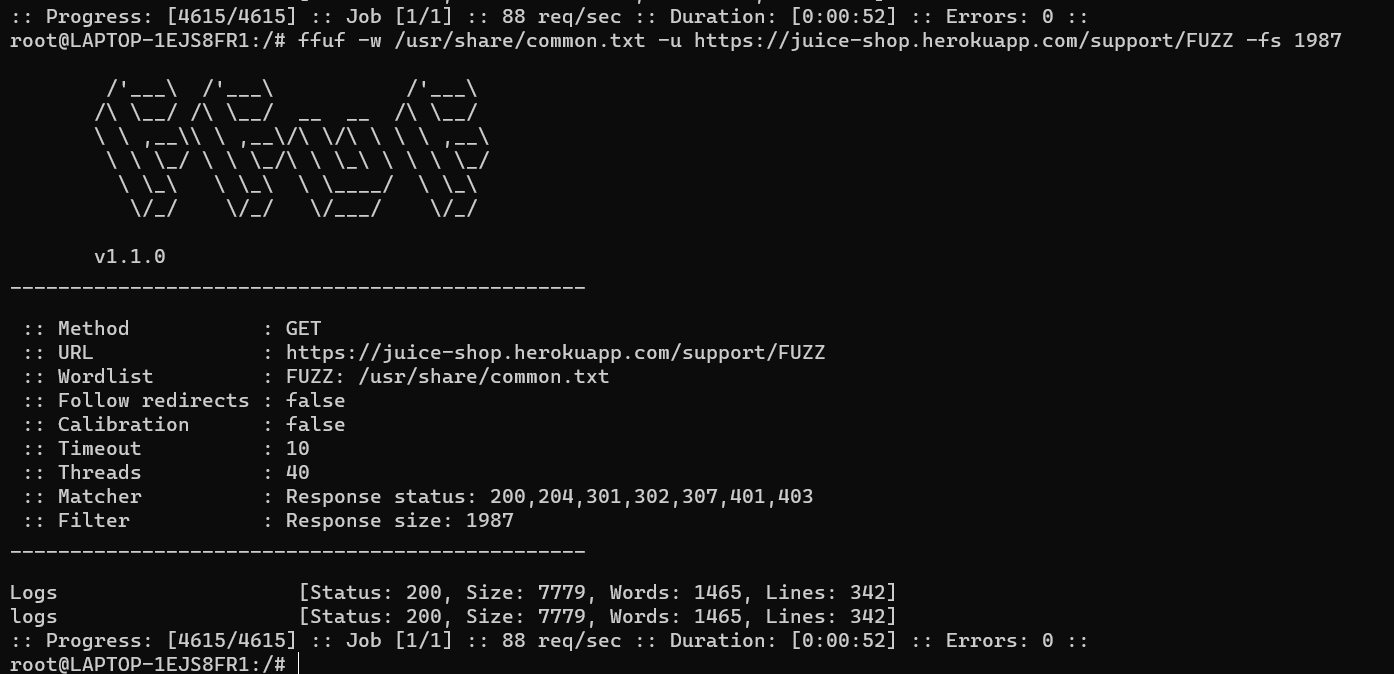 :: Progress: [4615/4615] :: Job [1/1] :: 88 req/sec :: Duration: [0:00:52] :: Errors: 0 ::
root@LAPTOP-1EJS8FR1:/# ffuf -w /usr/share/common.txt -u https://juice-shop.herokuapp.com/support/FUZZ -fs 1987

        /'___\  /'___\           /'___\
       /\ \__/ /\ \__/  __  __  /\ \__/
       \ \ ,__\\ \ ,__\/\ \/\ \ \ \ ,__\
        \ \ \_/ \ \ \_/\ \ \_\ \ \ \ \_/
         \ \_\   \ \_\  \ \____/  \ \_\
          \/_/    \/_/   \/___/    \/_/

       v1.1.0
________________________________________________

 :: Method           : GET
 :: URL              : https://juice-shop.herokuapp.com/support/FUZZ
 :: Wordlist         : FUZZ: /usr/share/common.txt
 :: Follow redirects : false
 :: Calibration      : false
 :: Timeout          : 10
 :: Threads          : 40
 :: Matcher          : Response status: 200,204,301,302,307,401,403
 :: Filter           : Response size: 1987
________________________________________________

Logs                    [Status: 200, Size: 7779, Words: 1465, Lines: 342]
logs                    [Status: 200, Size: 7779, Words: 1465, Lines: 342]
:: Progress: [4615/4615] :: Job [1/1] :: 88 req/sec :: Duration: [0:00:52] :: Errors: 0 ::
root@LAPTOP-1EJS8FR1:/#